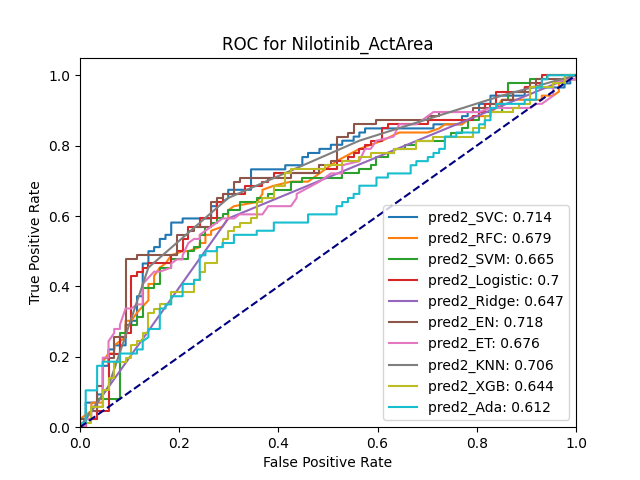 ROC for Nilotinib_ActArea
True Positive Rate
1.0
0.8
0.6
0.4
0.2
0.0
pred2_SVC: 0.714
pred2_RFC: 0.679
pred2_SVM: 0.665
pred2_Logistic: 0.7
pred2_Ridge: 0.647
pred2_EN: 0.718
pred2_ET: 0.676
pred2_KNN: 0.706
pred2_XGB: 0.644
pred2_Ada: 0.612
0.0 0.2 0.4 0.6 0.8 1.0
False Positive Rate